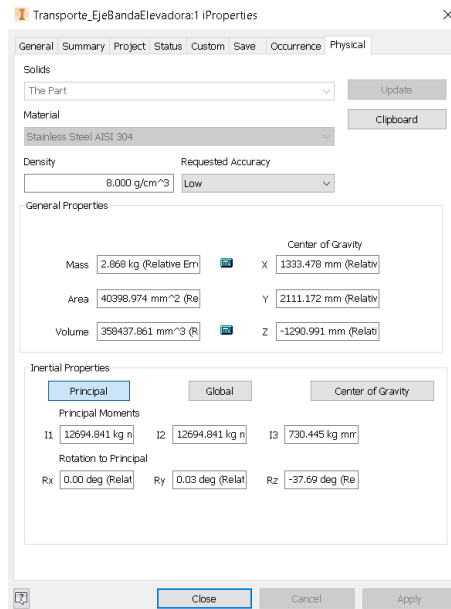 Transporte_EjeBandaElevadora:1 iProperties
General Summary Project Status Custom Save Occurrence Physical
Solids
The Part Update
Material Clipboard
Stainless Steel AISI 304
Density Requested Accuracy
8.000 g/cm^3 Low
General Properties
Center of Gravity
Mass 2.868 kg (Relative Erro X 1333.478 mm (Relativ
Area 40398.974 mm^2 (Re Y 2111.172 mm (Relativ
Volume 358437.861 mm^3 (R Z -1290.991 mm (Relati
Inertial Properties
Principal Global Center of Gravity
Principal Moments
I1 12694.841 kg n I2 12694.841 kg n I3 730.445 kg mm
Rotation to Principal
Rx 0.00 deg (Relat Ry 0.03 deg (Relat Rz -37.69 deg (Re
? Close Cancel Apply